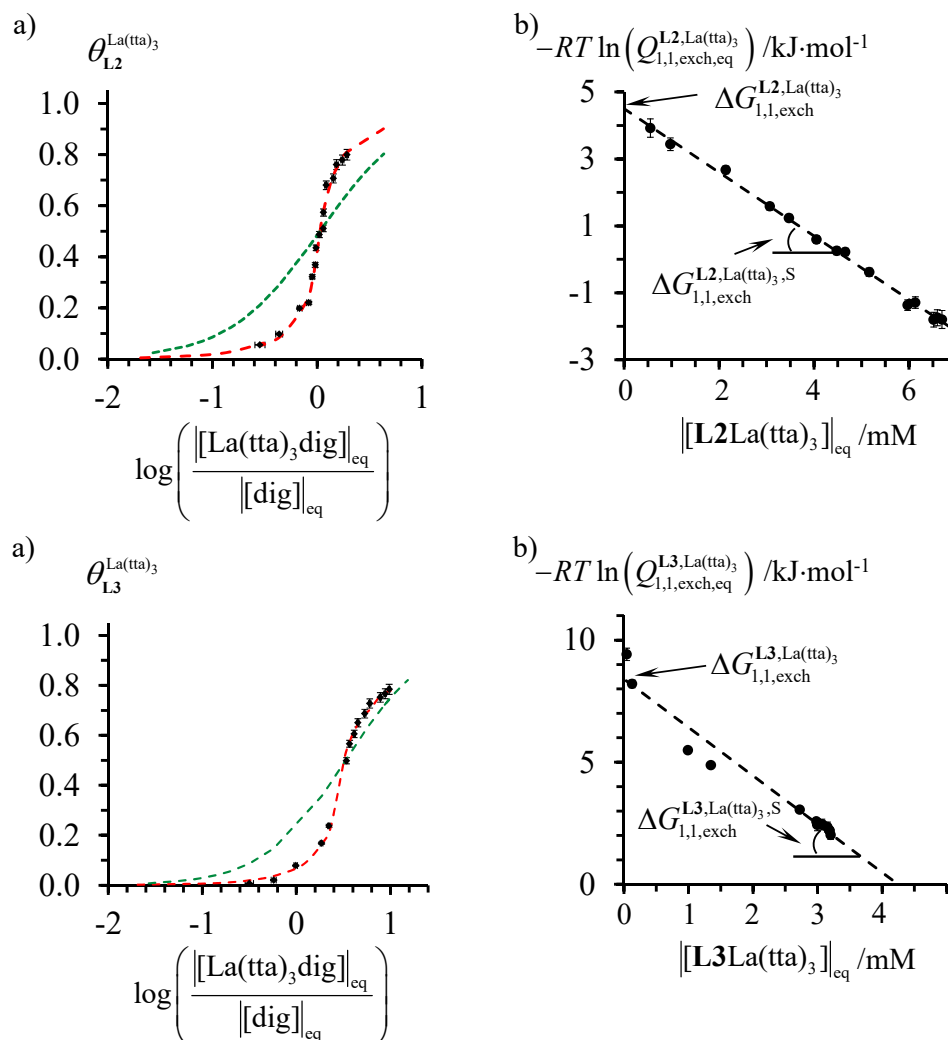 a)
θ_L2^La(tta)₃
1.0
0.8
0.6
0.4
0.2
0.0
-2 -1 0 1
log(|[La(tta)₃dig]|eq / |[dig]|eq)
b)
−RT ln(Q_1,1,exch,eq^L2,La(tta)₃) /kJ·mol⁻¹
5
3
1
-1
-3
ΔG_1,1,exch^L2,La(tta)₃
ΔG_1,1,exch^L2,La(tta)₃,S
0 2 4 6
|[L2La(tta)₃]|eq /mM
a)
θ_L3^La(tta)₃
1.0
0.8
0.6
0.4
0.2
0.0
-2 -1 0 1
log(|[La(tta)₃dig]|eq / |[dig]|eq)
b)
−RT ln(Q_1,1,exch,eq^L3,La(tta)₃) /kJ·mol⁻¹
10
5
0
ΔG_1,1,exch^L3,La(tta)₃
ΔG_1,1,exch^L3,La(tta)₃,S
0 1 2 3 4
|[L3La(tta)₃]|eq /mM